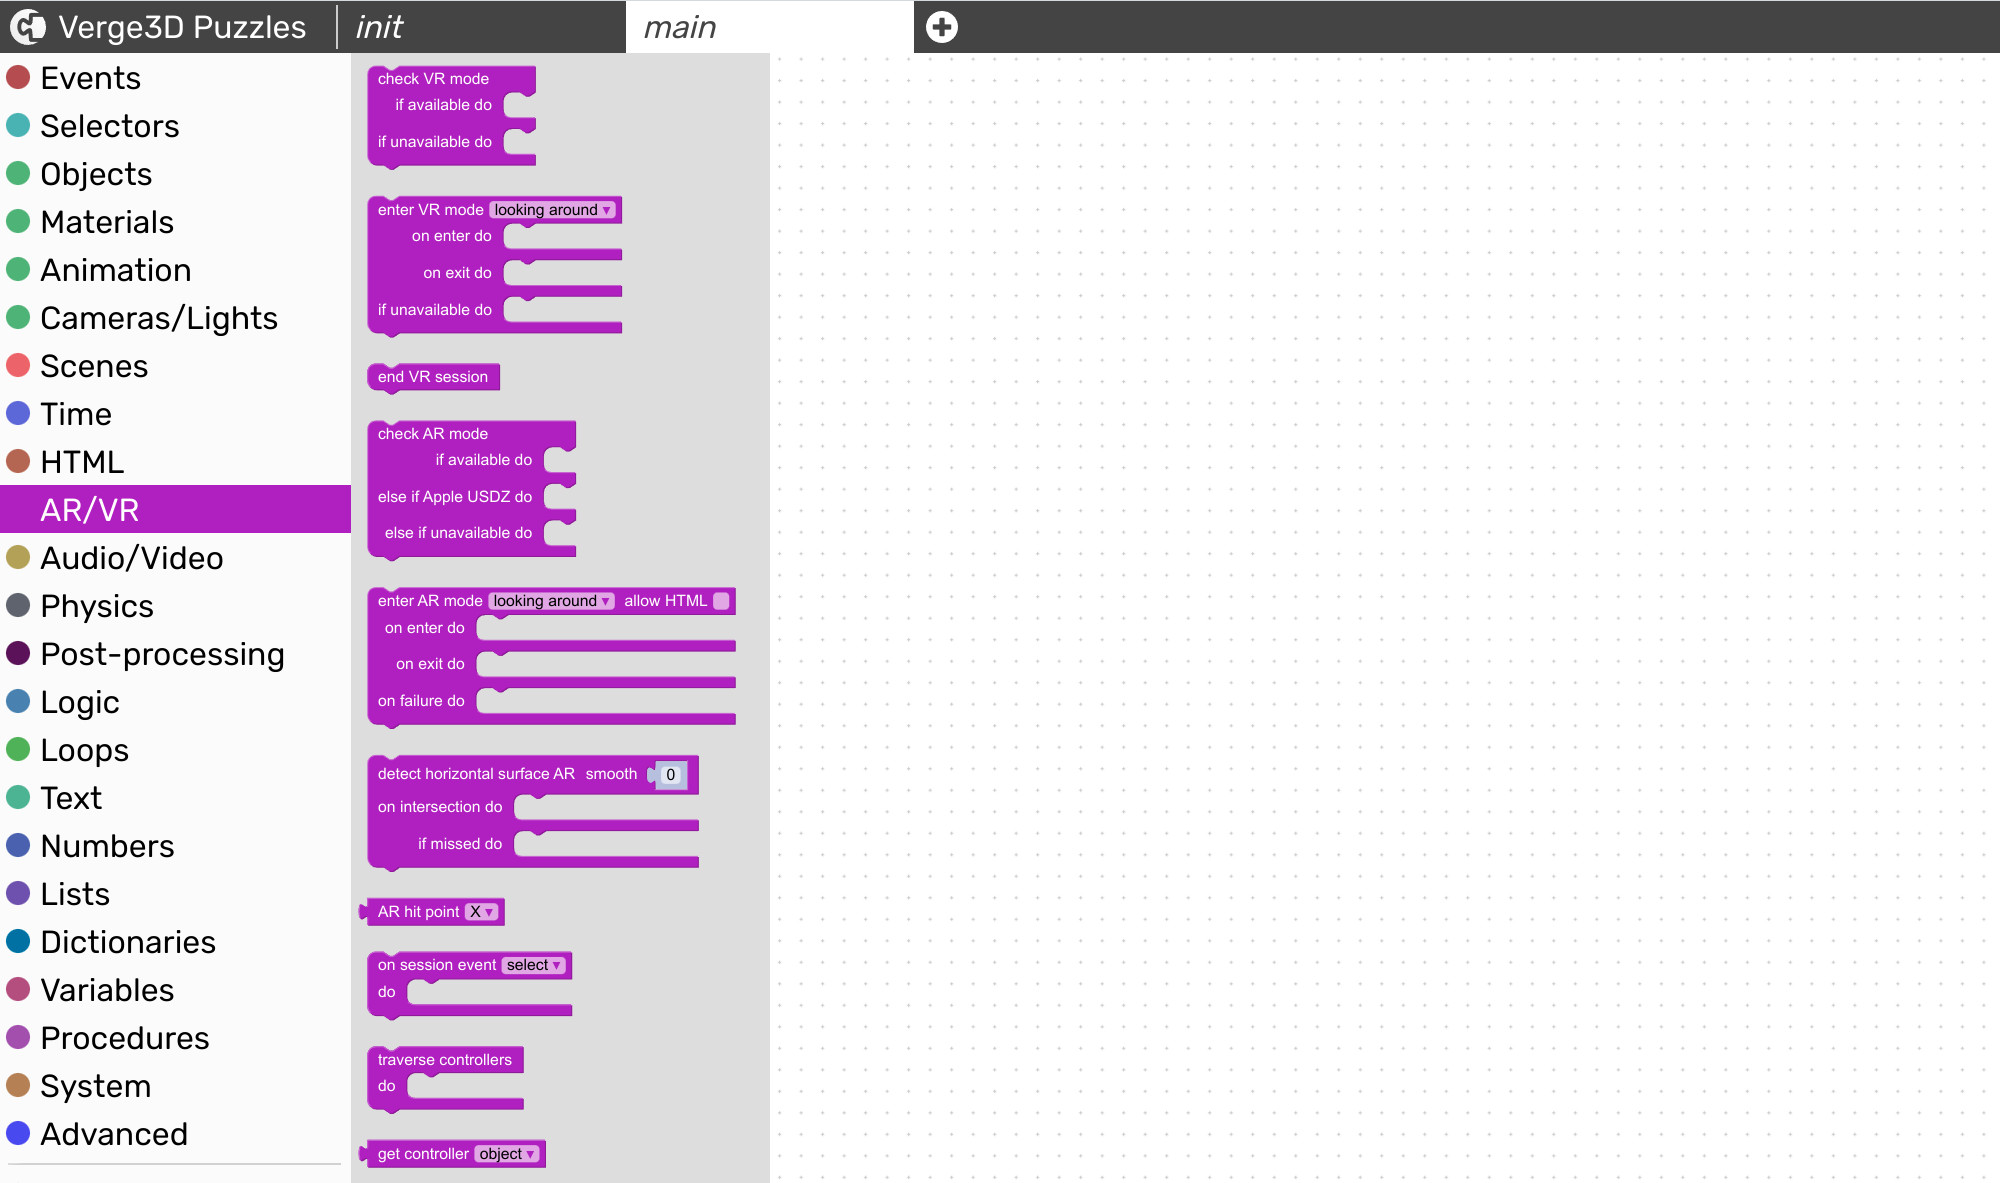 Verge3D Puzzles
init
main
Events
Selectors
Objects
Materials
Animation
Cameras/Lights
Scenes
Time
HTML
AR/VR
Audio/Video
Physics
Post-processing
Logic
Loops
Text
Numbers
Lists
Dictionaries
Variables
Procedures
System
Advanced
check VR mode
if available do
if unavailable do
enter VR mode looking around
on enter do
on exit do
if unavailable do
end VR session
check AR mode
if available do
else if Apple USDZ do
else if unavailable do
enter AR mode looking around allow HTML
on enter do
on exit do
on failure do
detect horizontal surface AR smooth 0
on intersection do
if missed do
AR hit point X
on session event select
do
traverse controllers
do
get controller object